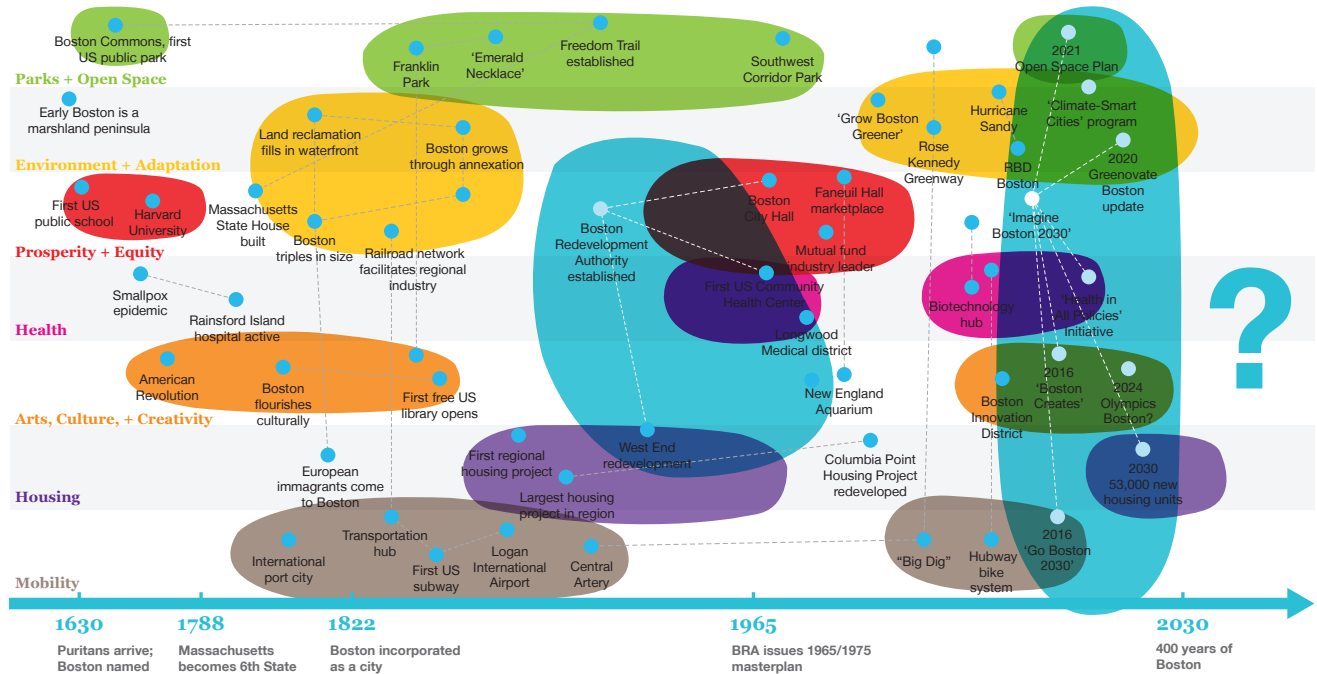 Boston Commons, first
US public park
Franklin
Park
‘Emerald
Necklace’
Freedom Trail
established
Southwest
Corridor Park
2021
Open Space Plan
Parks + Open Space
Early Boston is a
marshland peninsula
Land reclamation
fills in waterfront
Boston grows
through annexation
‘Grow Boston
Greener’
Rose
Kennedy
Greenway
Hurricane
Sandy
RBD
Boston
‘Climate-Smart
Cities’ program
2020
Greenovate
Boston
update
Environment + Adaptation
First US
public school
Harvard
University
Massachusetts
State House
built
Boston
triples in size
Railroad network
facilitates regional
industry
Boston
Redevelopment
Authority
established
Boston
City Hall
Faneuil Hall
marketplace
Mutual fund
industry leader
‘Imagine
Boston 2030’
Prosperity + Equity
Smallpox
epidemic
Rainsford Island
hospital active
First US Community
Health Center
Longwood
Medical district
Biotechnology
hub
‘Health in
All Policies’
Initiative
?
Health
American
Revolution
Boston
flourishes
culturally
First free US
library opens
New England
Aquarium
Boston
Innovation
District
2016
‘Boston
Creates’
2024
Olympics
Boston?
Arts, Culture, + Creativity
European
immagrants come
to Boston
First regional
housing project
Largest housing
project in region
West End
redevelopment
Columbia Point
Housing Project
redeveloped
2030
53,000 new
housing units
Housing
International
port city
Transportation
hub
First US
subway
Logan
International
Airport
Central
Artery
“Big Dig”
Hubway
bike
system
2016
‘Go Boston
2030’
Mobility
1630
Puritans arrive;
Boston named
1788
Massachusetts
becomes 6th State
1822
Boston incorporated
as a city
1965
BRA issues 1965/1975
masterplan
2030
400 years of
Boston